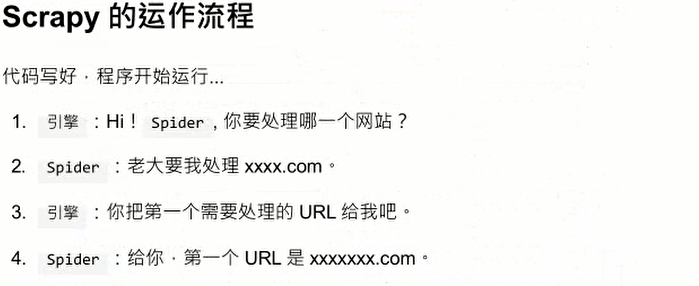 Scrapy 的运作流程
代码写好，程序开始运行...
1. 引擎：Hi！Spider, 你要处理哪一个网站？
2. Spider：老大要我处理 xxxx.com。
3. 引擎：你把第一个需要处理的 URL 给我吧。
4. Spider：给你，第一个 URL 是 xxxxxxx.com。